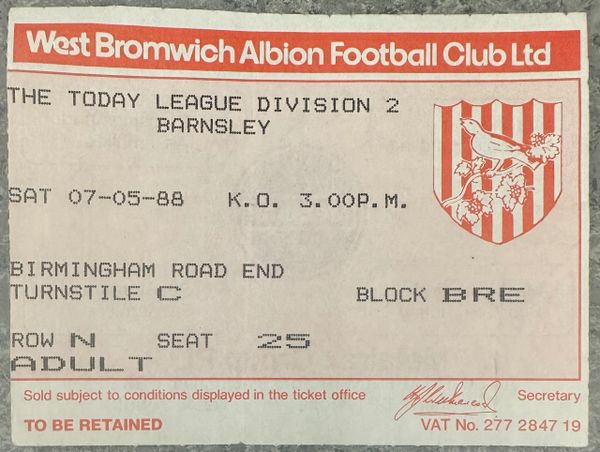 West Bromwich Albion Football Club Ltd
THE TODAY LEAGUE DIVISION 2
BARNSLEY
SAT 07-05-88 K.O. 3.00P.M.
BIRMINGHAM ROAD END
TURNSTILE C BLOCK BRE
ROW N SEAT 25
ADULT
Sold subject to conditions displayed in the ticket office Secretary
TO BE RETAINED VAT No. 277 2847 19